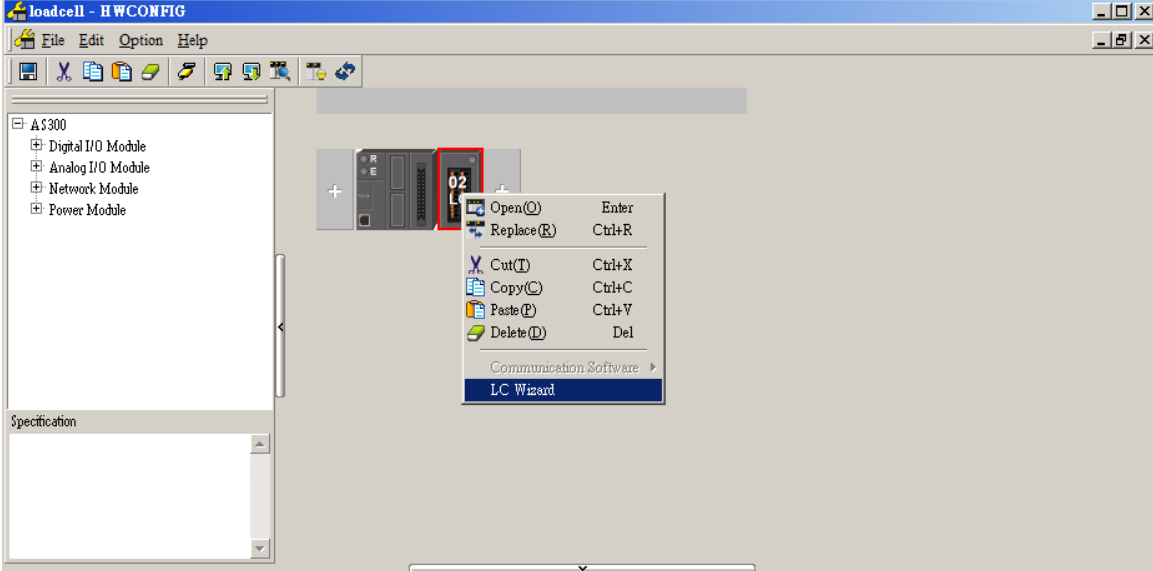 loadcell - HWCONFIG
File Edit Option Help
AS300
Digital I/O Module
Analog I/O Module
Network Module
Power Module
R
E
02
Open(O) Enter
Replace(R) Ctrl+R
Cut(T) Ctrl+X
Copy(C) Ctrl+C
Paste(P) Ctrl+V
Delete(D) Del
Communication Software
LC Wizard
Specification